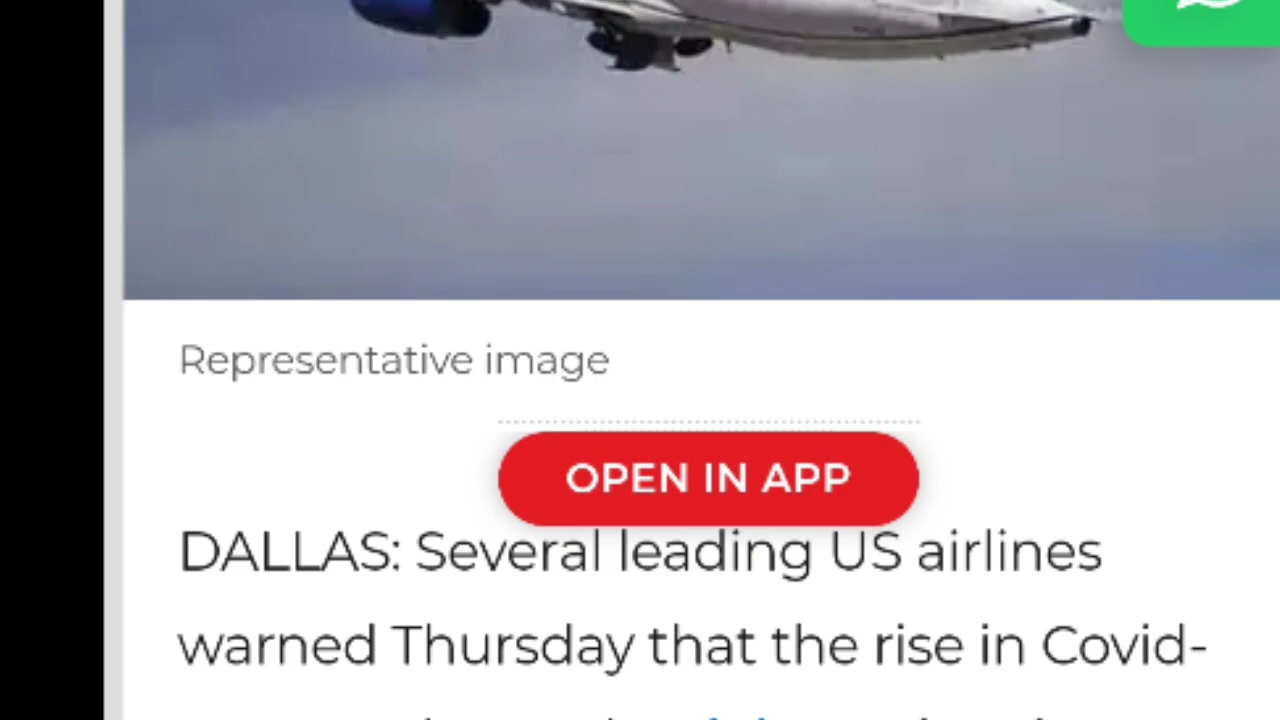 Representative image
OPEN IN APP
DALLAS: Several leading US airlines
warned Thursday that the rise in Covid-